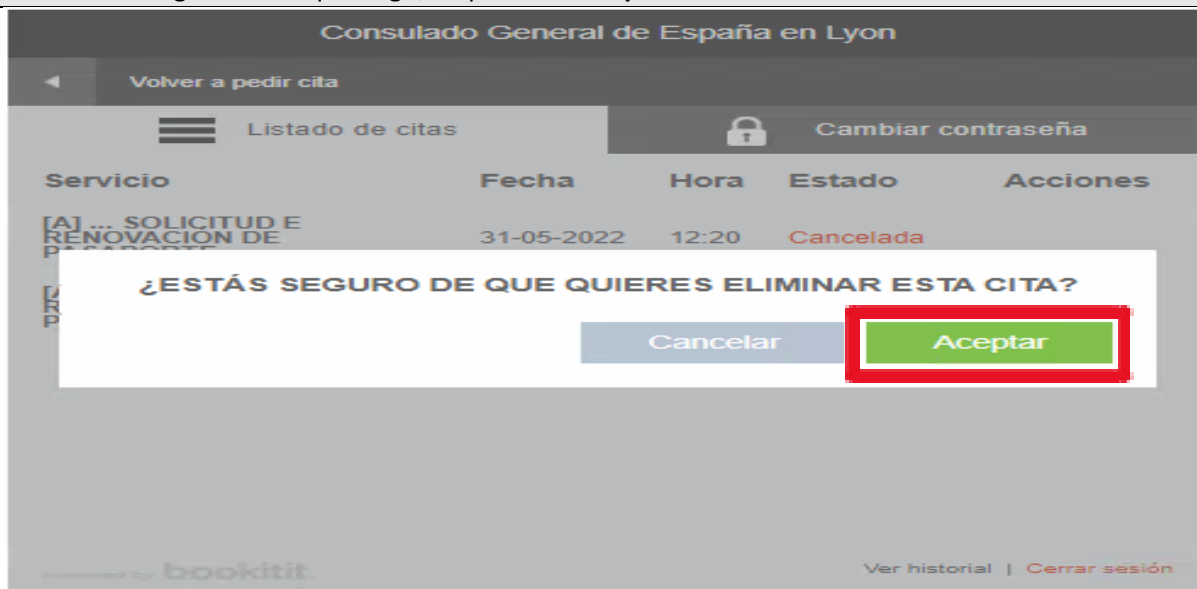 Consulado General de España en Lyon
Volver a pedir cita
Listado de citas
Cambiar contraseña
Servicio Fecha Hora Estado Acciones
[A] ... SOLICITUD E
RENOVACIÓN DE 31-05-2022 12:20 Cancelada
¿ESTÁS SEGURO DE QUE QUIERES ELIMINAR ESTA CITA?
Cancelar Aceptar
bookitit Ver historial | Cerrar sesión